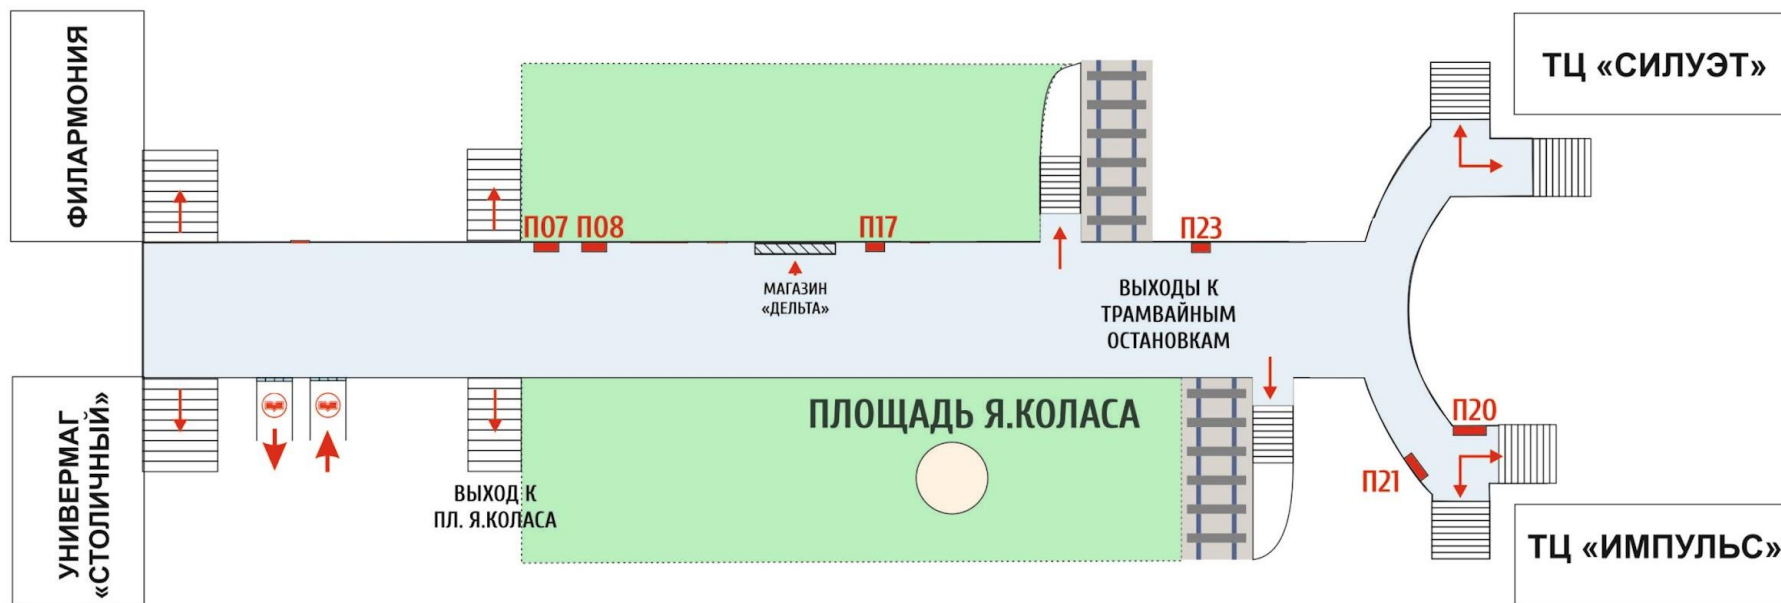 ФИЛАРМОНИЯ
ТЦ «СИЛУЭТ»
П07
П08
П17
П23
МАГАЗИН
«ДЕЛЬТА»
ВЫХОДЫ К
ТРАМВАЙНЫМ
ОСТАНОВКАМ
УНИВЕРМАГ
«СТОЛИЧНЫЙ»
ВЫХОД К
ПЛ. Я.КОЛАСА
ПЛОЩАДЬ Я.КОЛАСА
П20
П21
ТЦ «ИМПУЛЬС»